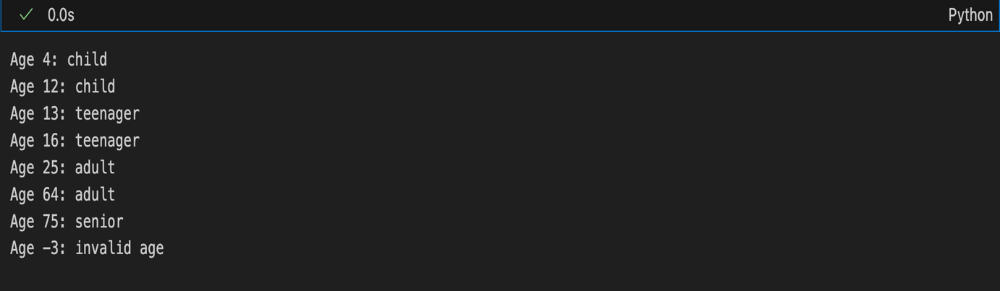 ✓ 0.0s Python
Age 4: child
Age 12: child
Age 13: teenager
Age 16: teenager
Age 25: adult
Age 64: adult
Age 75: senior
Age -3: invalid age